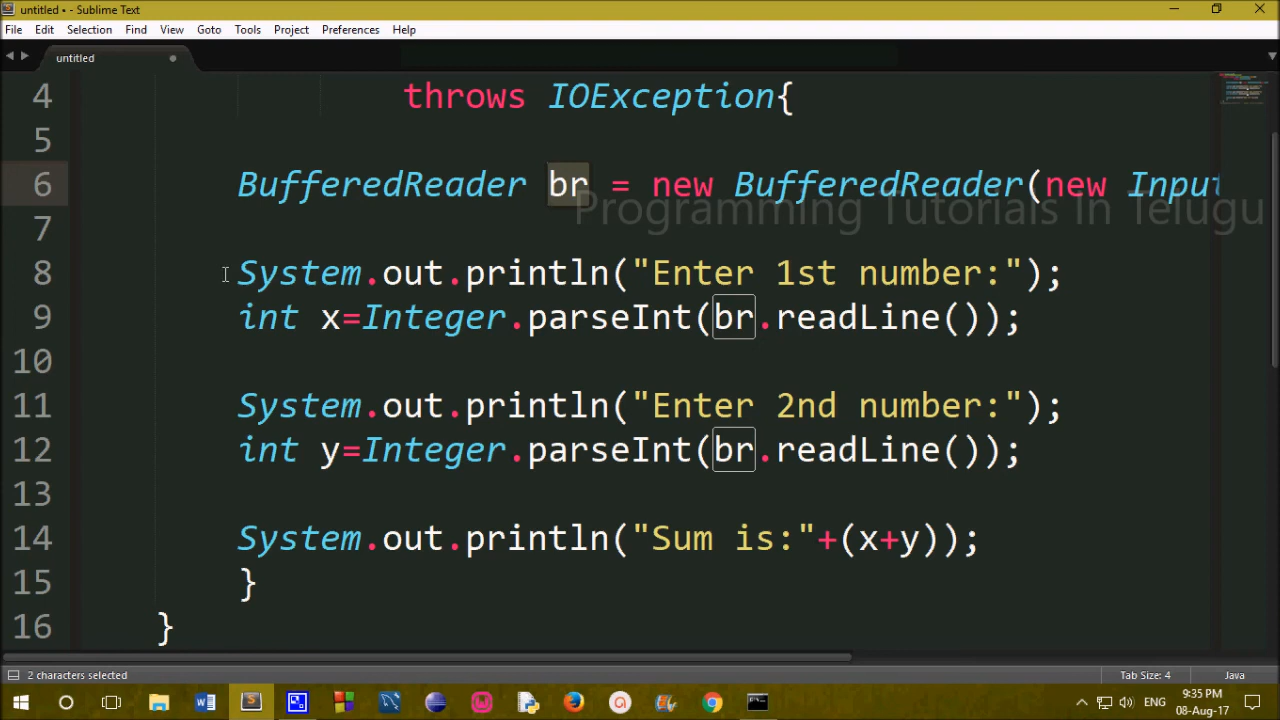 untitled • - Sublime Text
File Edit Selection Find View Goto Tools Project Preferences Help
untitled
4 throws IOException{
5
6 BufferedReader br = new BufferedReader(new Input
Programming Tutorials In Telugu
7
8 System.out.println("Enter 1st number:");
9 int x=Integer.parseInt(br.readLine());
10
11 System.out.println("Enter 2nd number:");
12 int y=Integer.parseInt(br.readLine());
13
14 System.out.println("Sum is:"+(x+y));
15 }
16 }
2 characters selected Tab Size: 4 Java
ENG 9:35 PM
08-Aug-17